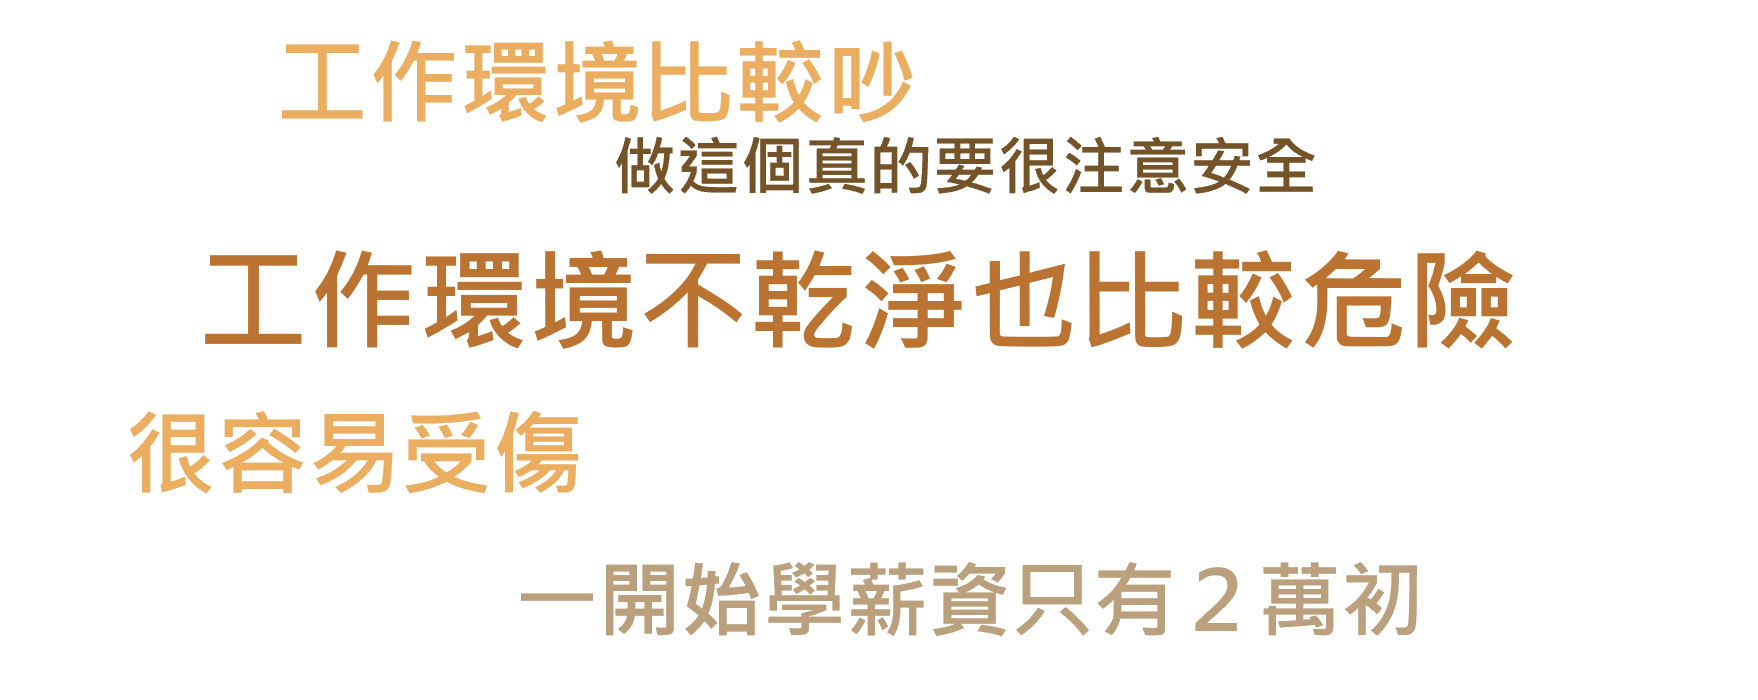 工作環境比較吵
做這個真的要很注意安全
工作環境不乾淨也比較危險
很容易受傷
一開始學薪資只有2萬初